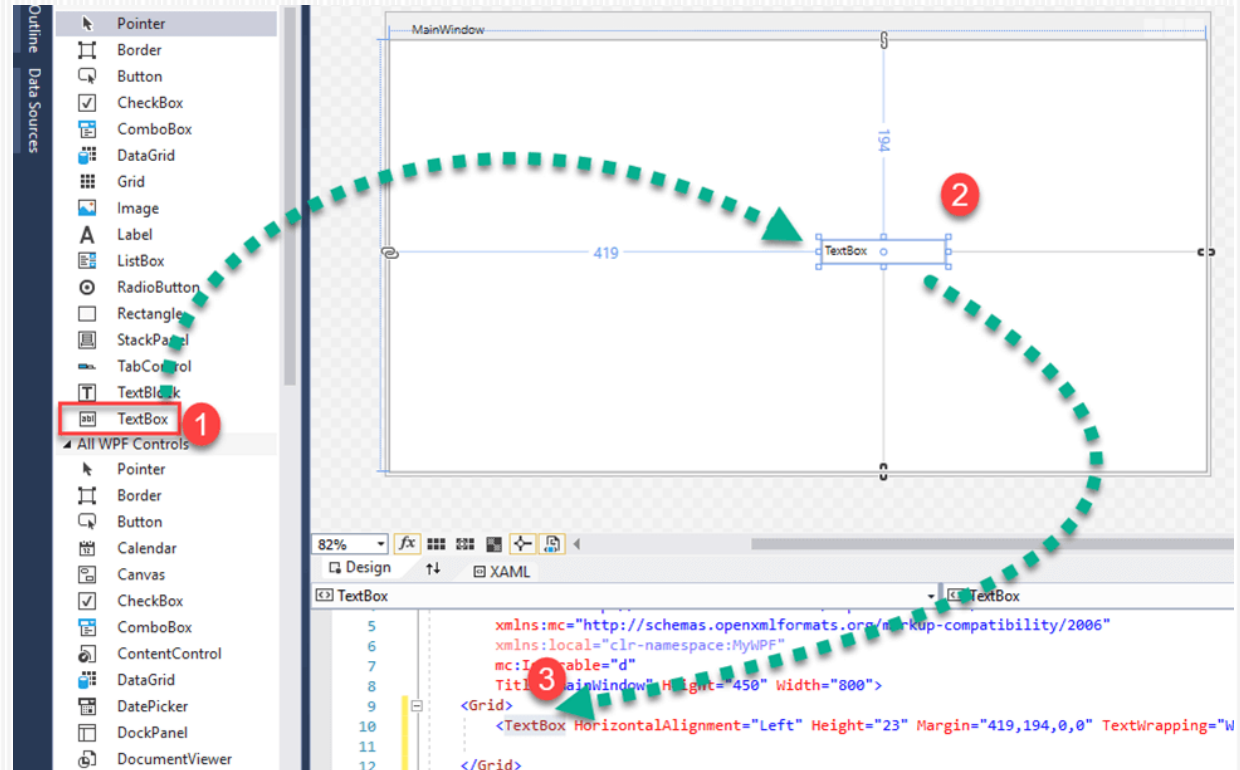 Outline
Data Sources
Pointer
Border
Button
CheckBox
ComboBox
DataGrid
Grid
Image
Label
ListBox
RadioButton
Rectangle
StackPanel
TabControl
TextBlock
TextBox
1
All WPF Controls
Pointer
Border
Button
Calendar
Canvas
CheckBox
ComboBox
ContentControl
DataGrid
DatePicker
DockPanel
DocumentViewer
MainWindow
194
2
419
TextBox
82%
fx
Design
XAML
TextBox
TextBox
5 xmlns:mc="http://schemas.openxmlformats.org/markup-compatibility/2006"
6 xmlns:local="clr-namespace:MyWPF"
7 mc:Ignorable="d"
8 Title="MainWindow" Height="450" Width="800">
3
9 <Grid>
10 <TextBox HorizontalAlignment="Left" Height="23" Margin="419,194,0,0" TextWrapping="W
11
12 </Grid>